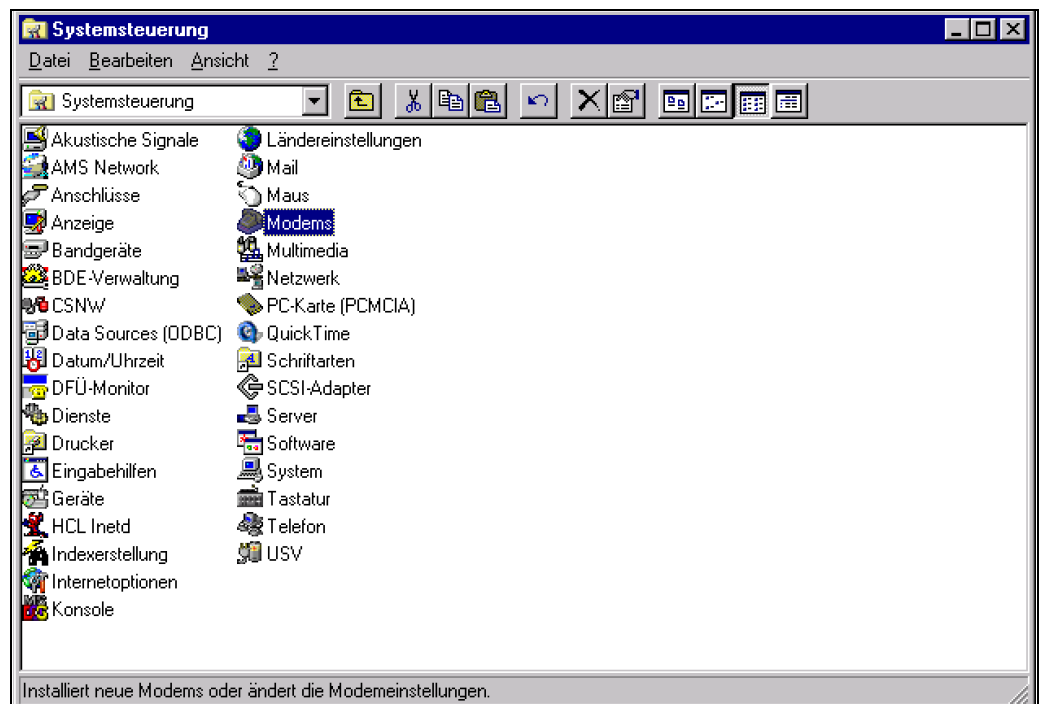 Systemsteuerung
Datei Bearbeiten Ansicht ?
Systemsteuerung
Akustische Signale
AMS Network
Anschlüsse
Anzeige
Bandgeräte
BDE-Verwaltung
CSNW
Data Sources (ODBC)
Datum/Uhrzeit
DFÜ-Monitor
Dienste
Drucker
Eingabehilfen
Geräte
HCL Inetd
Indexerstellung
Internetoptionen
Konsole
Ländereinstellungen
Mail
Maus
Modems
Multimedia
Netzwerk
PC-Karte (PCMCIA)
QuickTime
Schriftarten
SCSI-Adapter
Server
Software
System
Tastatur
Telefon
USV
Installiert neue Modems oder ändert die Modemeinstellungen.